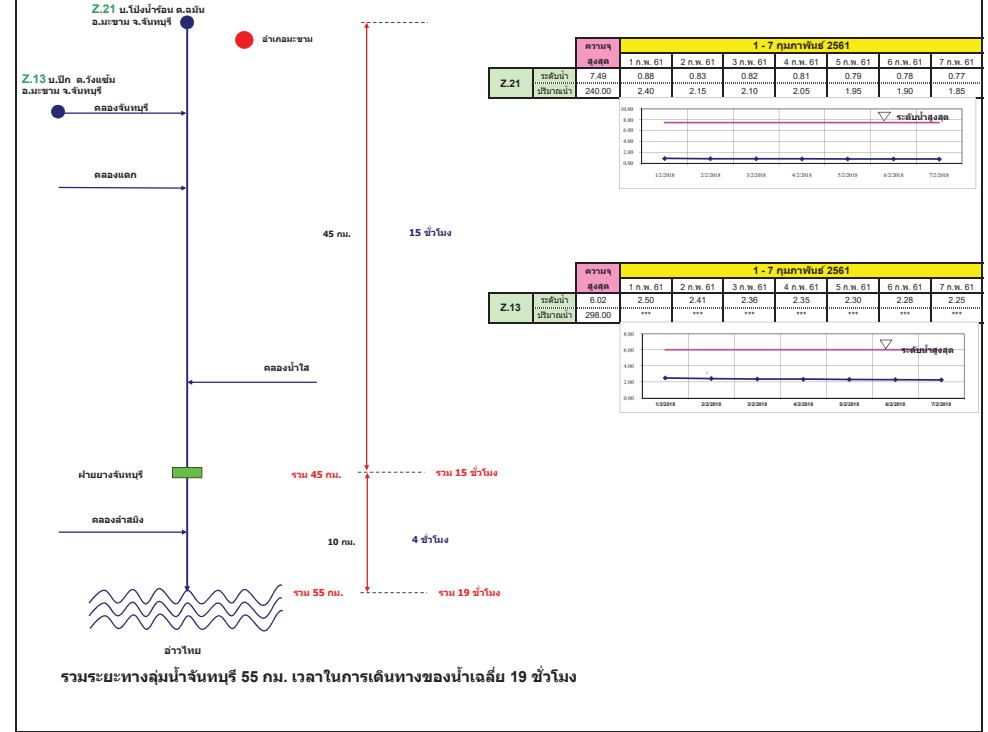 Z.21 บ.โป่งน้ำร้อน ต.ฉมัน
อ.มะขาม จ.จันทบุรี
อำเภอมะขาม
Z.13 บ.ปึก ต.วังแซ้ม
อ.มะขาม จ.จันทบุรี
คลองจันทบุรี
คลองแตก
45 กม.
15 ชั่วโมง
คลองน้ำใส
ฝายยางจันทบุรี
รวม 45 กม.
รวม 15 ชั่วโมง
คลองลำสมิง
10 กม.
4 ชั่วโมง
รวม 55 กม.
รวม 19 ชั่วโมง
อ่าวไทย
รวมระยะทางลุ่มน้ำจันทบุรี 55 กม. เวลาในการเดินทางของน้ำเฉลี่ย 19 ชั่วโมง
ความจุ 1 - 7 กุมภาพันธ์ 2561
สูงสุด 1 ก.พ. 61 2 ก.พ. 61 3 ก.พ. 61 4 ก.พ. 61 5 ก.พ. 61 6 ก.พ. 61 7 ก.พ. 61
Z.21 ระดับน้ำ 7.49 0.88 0.83 0.82 0.81 0.79 0.78 0.77
ปริมาณน้ำ 240.00 2.40 2.15 2.10 2.05 1.95 1.90 1.85
10.00
8.00
6.00
4.00
2.00
0.00
ระดับน้ำสูงสุด
1/2/2018 2/2/2018 3/2/2018 4/2/2018 5/2/2018 6/2/2018 7/2/2018
ความจุ 1 - 7 กุมภาพันธ์ 2561
สูงสุด 1 ก.พ. 61 2 ก.พ. 61 3 ก.พ. 61 4 ก.พ. 61 5 ก.พ. 61 6 ก.พ. 61 7 ก.พ. 61
Z.13 ระดับน้ำ 6.02 2.50 2.41 2.36 2.35 2.30 2.28 2.25
ปริมาณน้ำ 298.00 *** *** *** *** *** *** ***
8.00
6.00
4.00
2.00
0.00
ระดับน้ำสูงสุด
1/2/2018 2/2/2018 3/2/2018 4/2/2018 5/2/2018 6/2/2018 7/2/2018